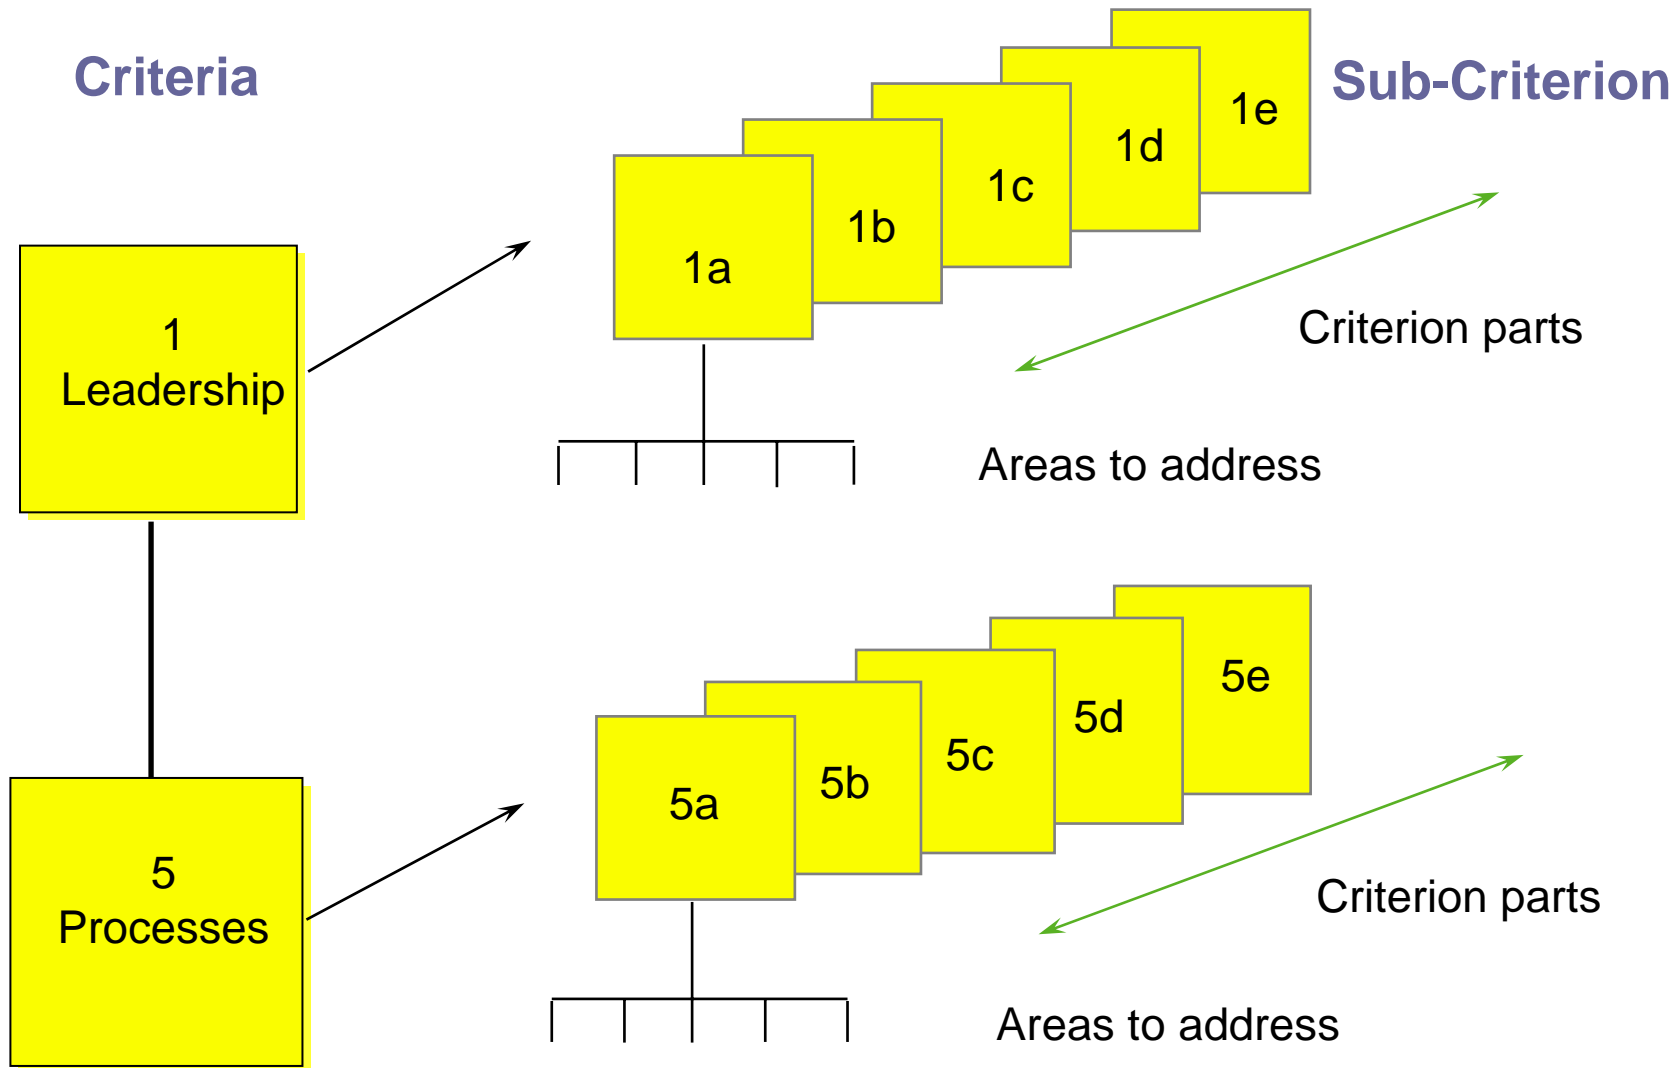 Criteria
Sub-Criterion
1e
1d
1c
1b
1a
1
Leadership
Criterion parts
Areas to address
5e
5d
5c
5b
5a
5
Processes
Criterion parts
Areas to address